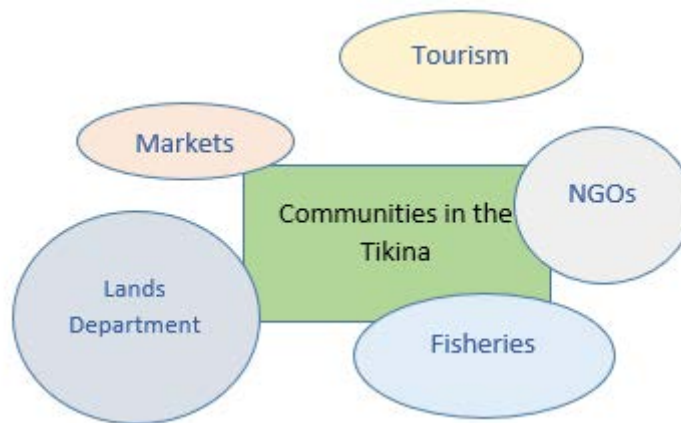 Tourism
Markets
NGOs
Communities in the
Tikina
Lands
Department
Fisheries